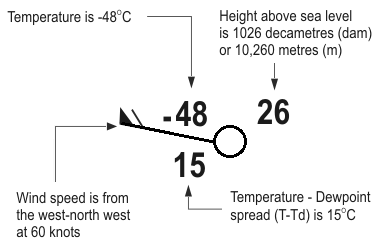 Temperature is -48°C
Height above sea level
is 1026 decametres (dam)
or 10,260 metres (m)
-48
26
15
Wind speed is from
the west-north west
at 60 knots
Temperature - Dewpoint
spread (T-Td) is 15°C